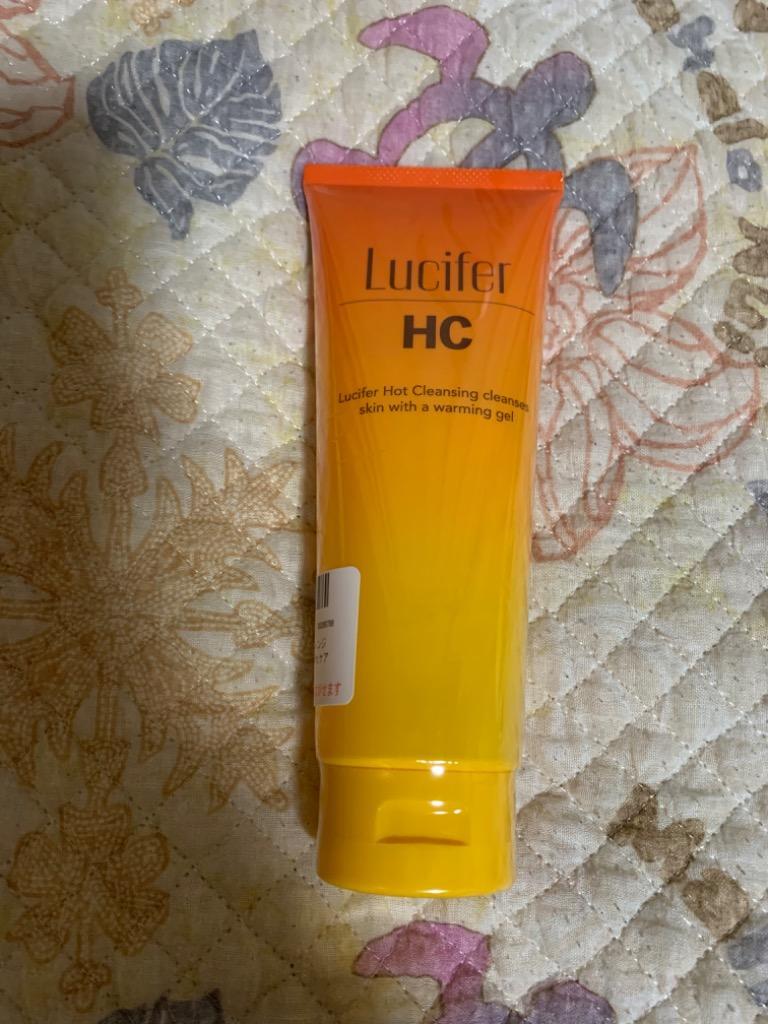 Lucifer
HC
Lucifer Hot Cleansing cleanses
skin with a warming gel